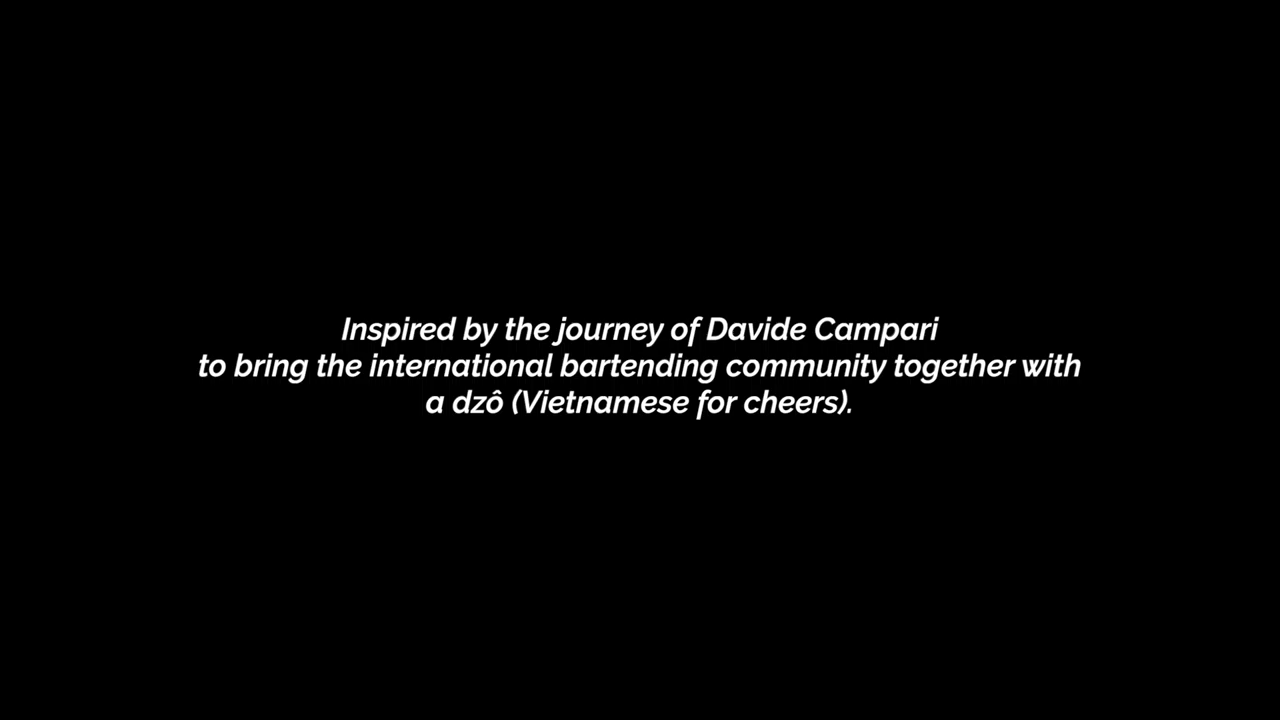 Inspired by the journey of Davide Campari
to bring the international bartending community together with
a dzô (Vietnamese for cheers).